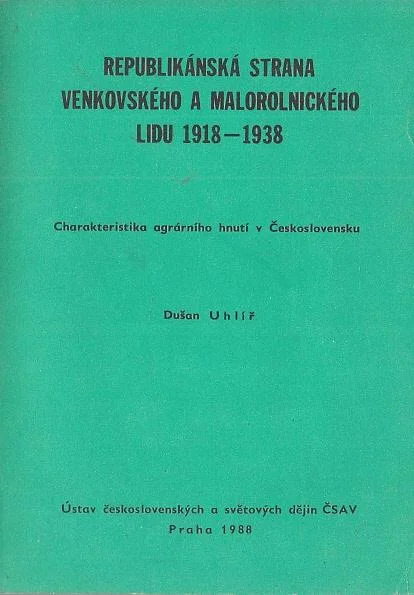 REPUBLIKÁNSKÁ STRANA
VENKOVSKÉHO A MALOROLNICKÉHO
LIDU 1918—1938
Charakteristika agrárního hnutí v Československu
Dušan Uhlíř
Ústav československých a světových dějin ČSAV
Praha 1988